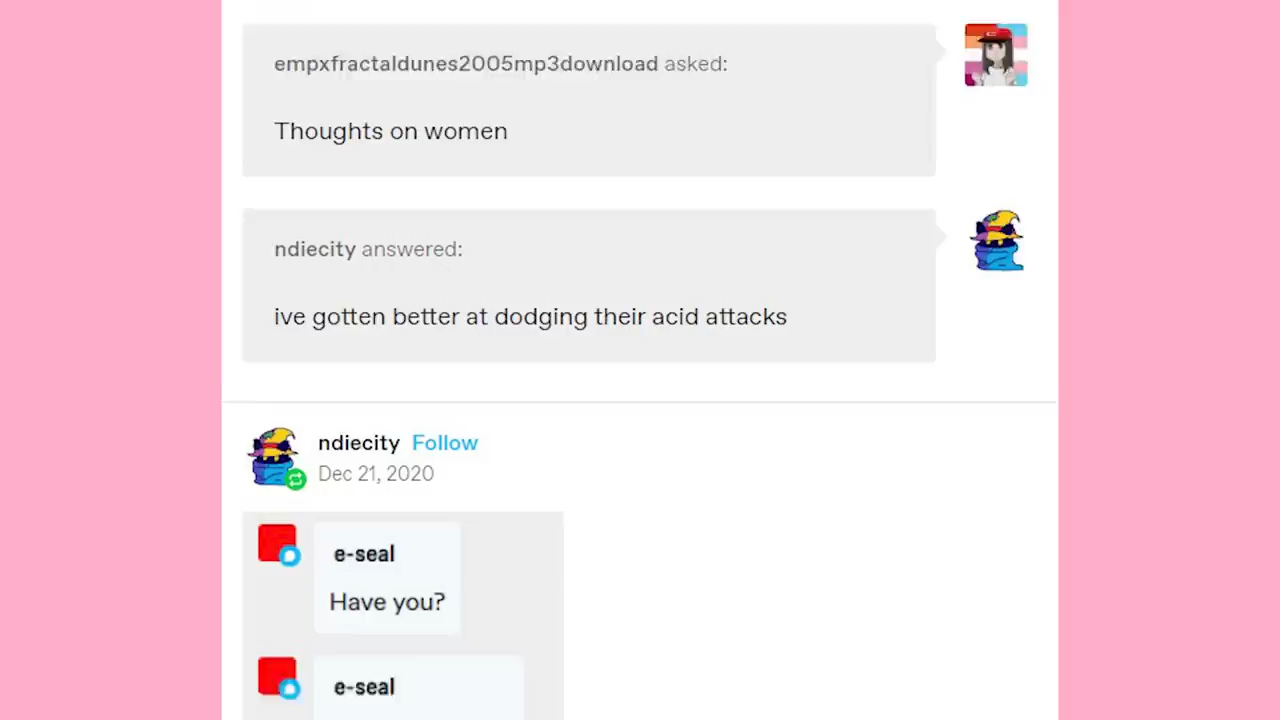 empxfractaldunes2005mp3download asked:
Thoughts on women
ndiecity answered:
ive gotten better at dodging their acid attacks
ndiecity Follow
Dec 21, 2020
e-seal
Have you?
e-seal